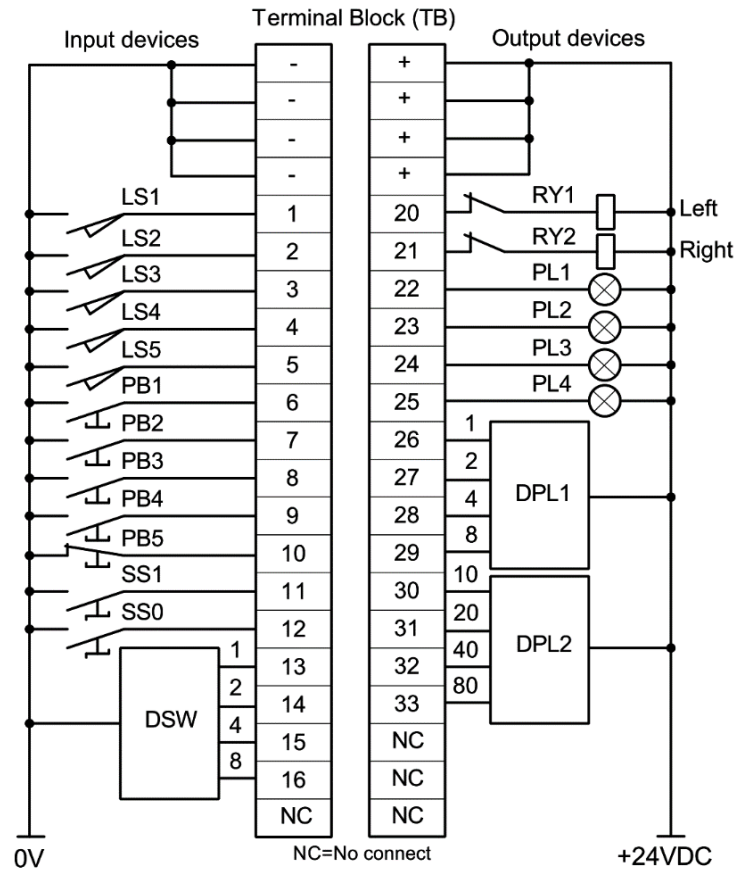 Terminal Block (TB)
Input devices
Output devices
- +
- +
- +
- +
LS1 1 20 RY1 Left
LS2 2 21 RY2 Right
LS3 3 22 PL1
LS4 4 23 PL2
LS5 5 24 PL3
PB1 6 25 PL4
PB2 7 26 1
PB3 8 27 2
PB4 9 28 4 DPL1
PB5 10 29 8
SS1 11 30 10
SS0 12 31 20
1 13 32 40 DPL2
2 14 33 80
DSW 4 15 NC
8 16 NC
NC NC
0V NC=No connect +24VDC